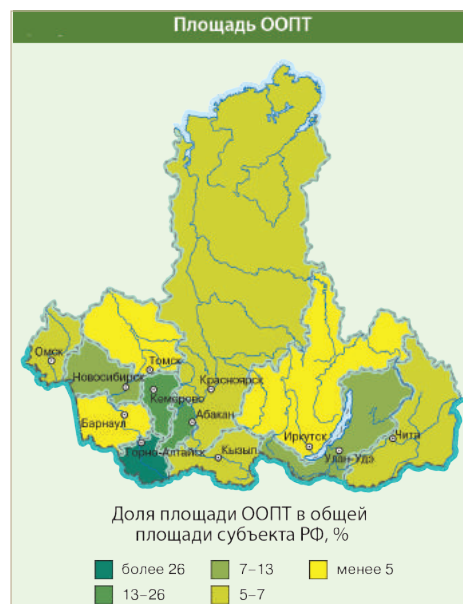 Площадь ООПТ
Омск
Томск
Новосибирск
Кемерово
Красноярск
Барнаул
Абакан
Горно-Алтайск
Кызыл
Иркутск
Улан-Удэ
Чита
Доля площади ООПТ в общей
площади субъекта РФ, %
более 26
7–13
менее 5
13–26
5–7